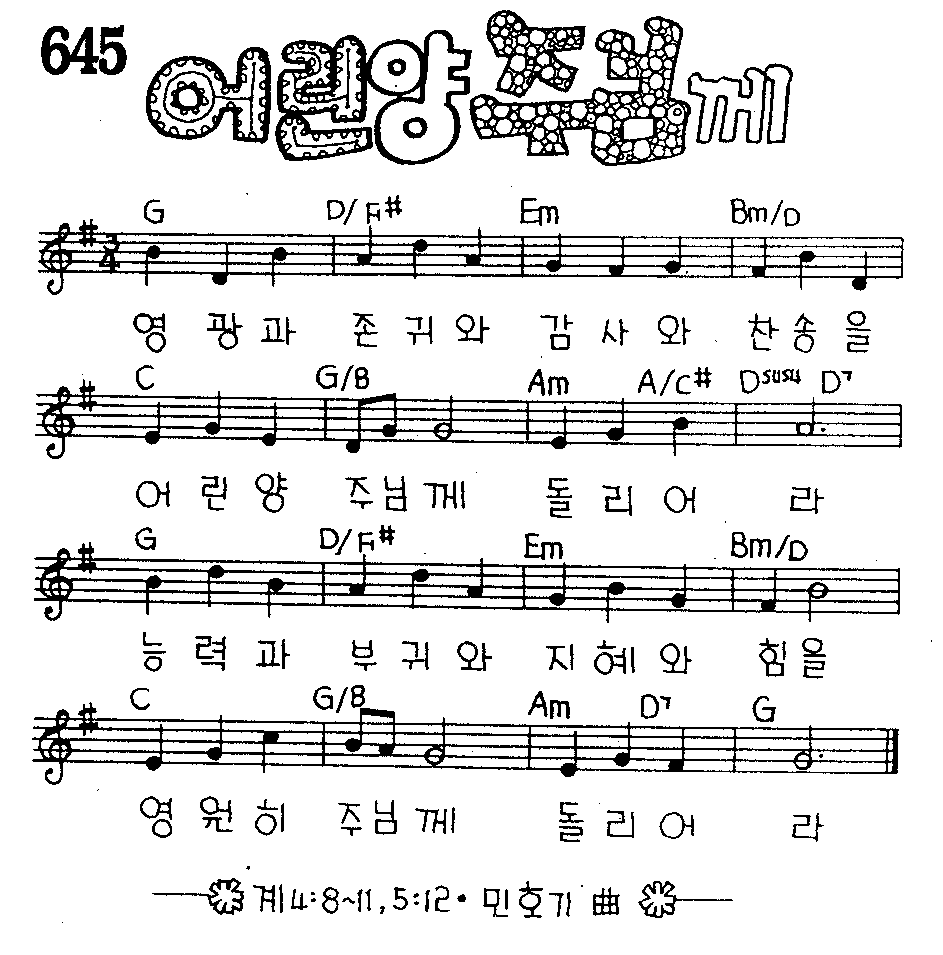 645 어린양 주님께
G D/F# Em Bm/D
3/4
영 광과 존 귀 와 감 사 와 찬 송 을
C G/B Am A/C# Dsus4 D7
어 린 양 주님 께 돌 리 어 라
G D/F# Em Bm/D
능 력 과 부 귀 와 지 혜 와 힘 을
C G/B Am D7 G
영 원 히 주님 께 돌 리 어 라
계 4:8~11, 5:12• 민호기 曲